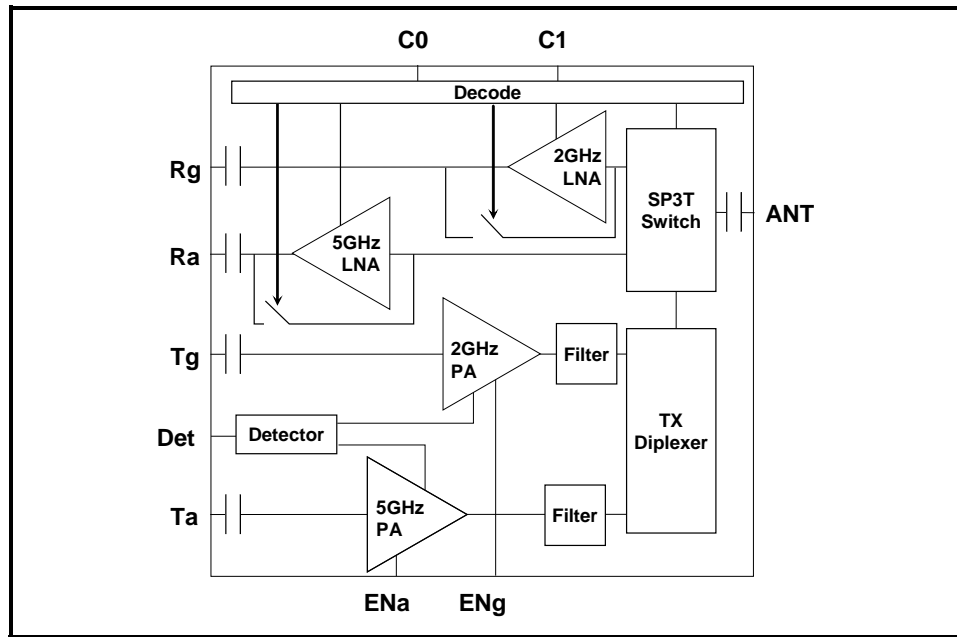 C0
C1
Decode
Rg
2GHz
LNA
SP3T
Switch
ANT
Ra
5GHz
LNA
Tg
2GHz
PA
Filter
Det
Detector
TX
Diplexer
Ta
5GHz
PA
Filter
ENa
ENg